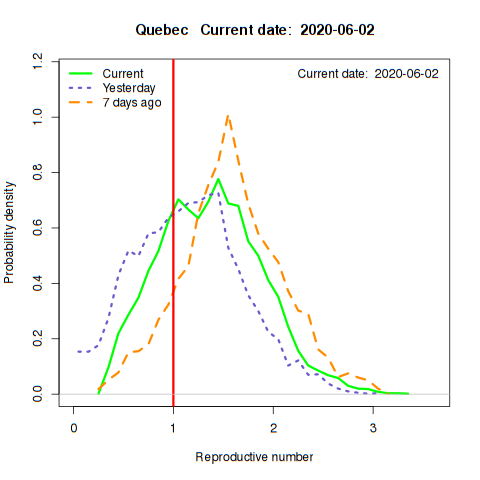 Quebec   Current date:  2020-06-02
Current date:  2020-06-02
Current
Yesterday
7 days ago
Probability density
0.0
0.2
0.4
0.6
0.8
1.0
1.2
0
1
2
3
Reproductive number